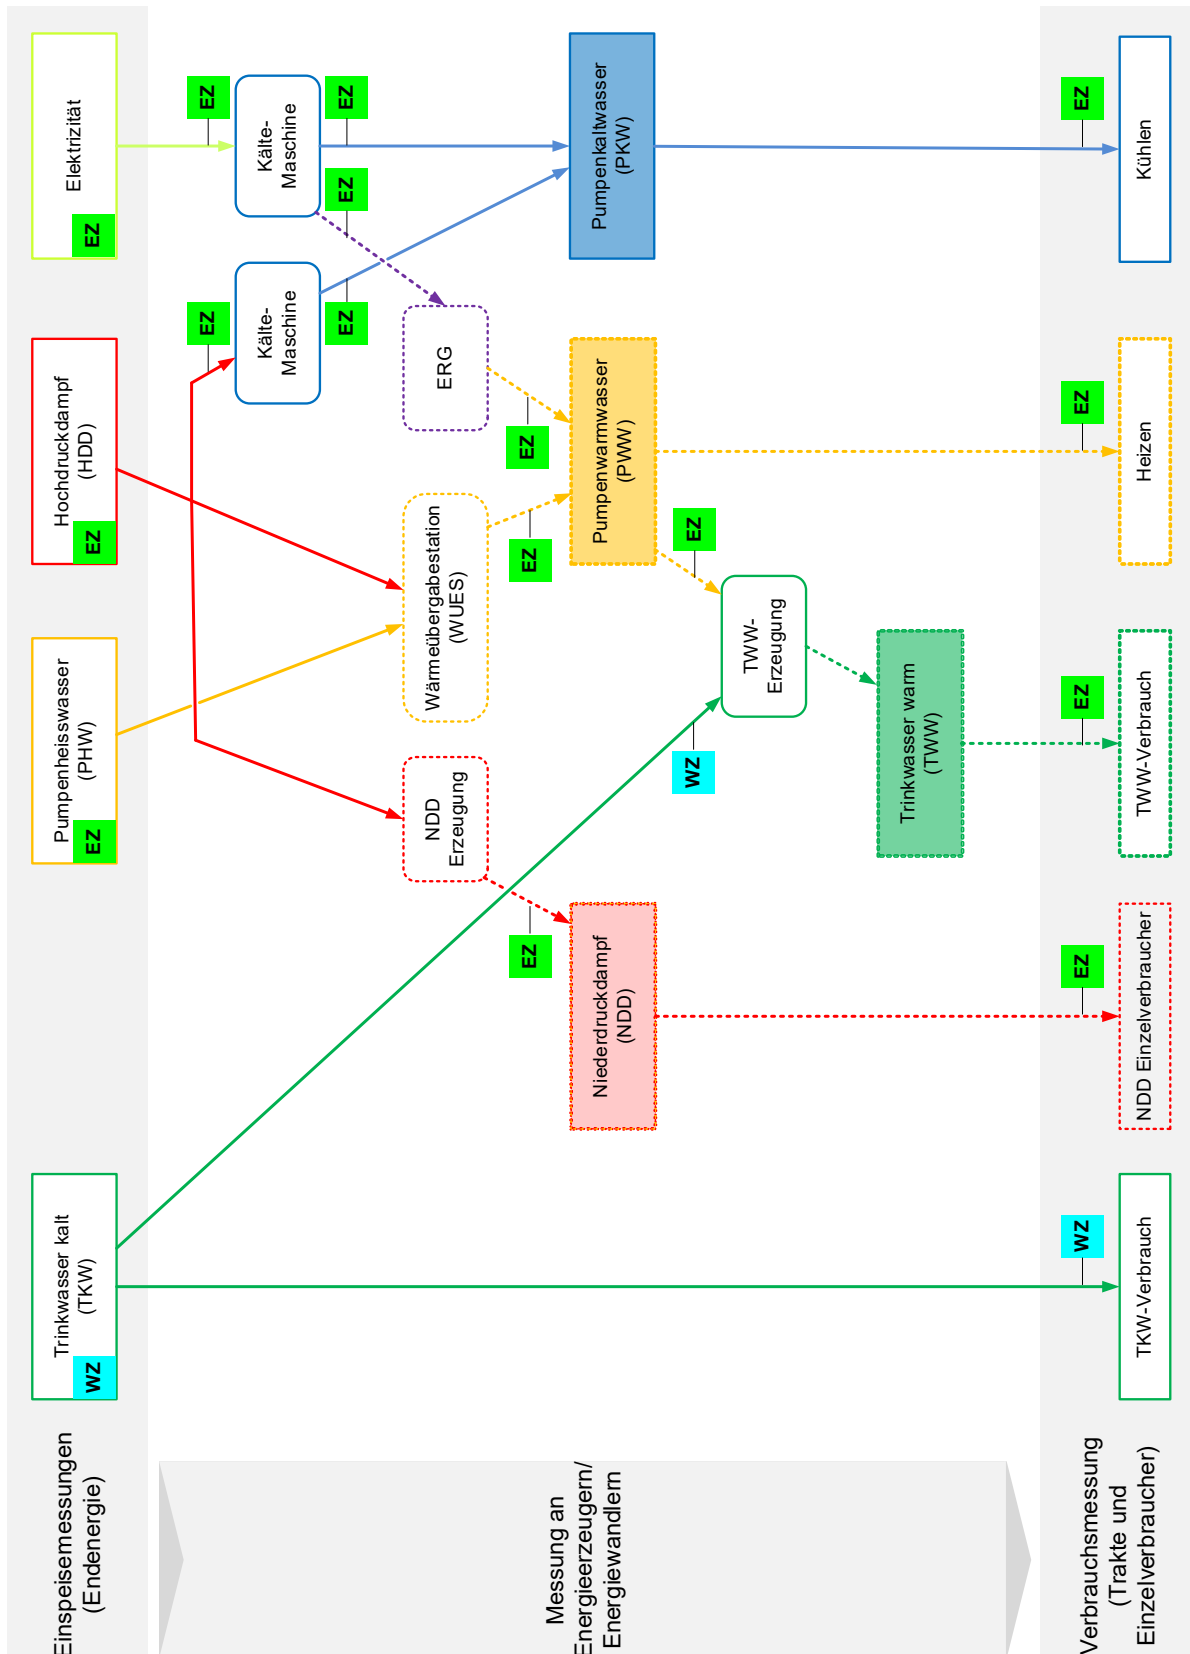 Einspeisemessungen
(Endenergie)
Trinkwasser kalt
(TKW)
WZ
Pumpenheisswasser
(PHW)
EZ
Hochdruckdampf
(HDD)
EZ
Elektrizität
EZ
Messung an
Energieerzeugern/
Energiewandlern
EZ
Kälte-
Maschine
EZ
EZ
Kälte-
Maschine
EZ
EZ
NDD
Erzeugung
EZ
Wärmeübergabestation
(WUES)
EZ
ERG
EZ
Niederdruckdampf
(NDD)
Pumpenwarmwasser
(PWW)
Pumpenkaltwasser
(PKW)
WZ
EZ
TWW-
Erzeugung
Trinkwasser warm
(TWW)
Verbrauchsmessung
(Trakte und
Einzelverbraucher)
WZ
EZ
EZ
EZ
EZ
TKW-Verbrauch
NDD Einzelverbraucher
TWW-Verbrauch
Heizen
Kühlen